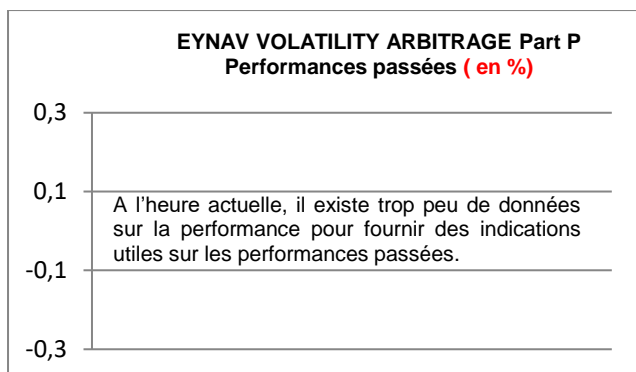 EYNAV VOLATILITY ARBITRAGE Part P
Performances passées ( en %)
0,3
0,1
A l’heure actuelle, il existe trop peu de données
sur la performance pour fournir des indications
utiles sur les performances passées.
-0,1
-0,3